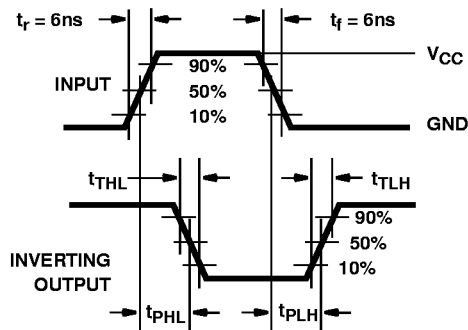 tr = 6ns
tf = 6ns
VCC
90%
INPUT
50%
10%
GND
tTHL
tTLH
90%
50%
INVERTING
OUTPUT
10%
tPHL
tPLH